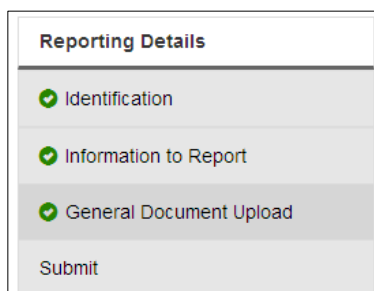 Reporting Details
Identification
Information to Report
General Document Upload
Submit